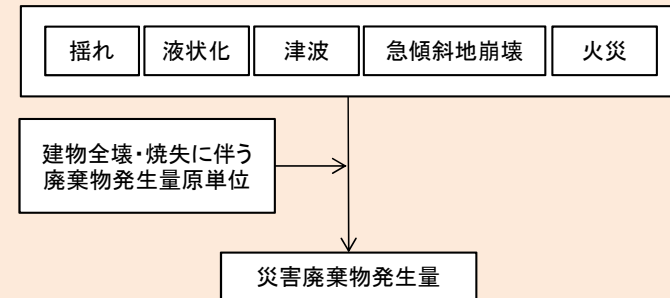 揺れ 液状化 津波 急傾斜地崩壊 火災
建物全壊・焼失に伴う
廃棄物発生量原単位
災害廃棄物発生量